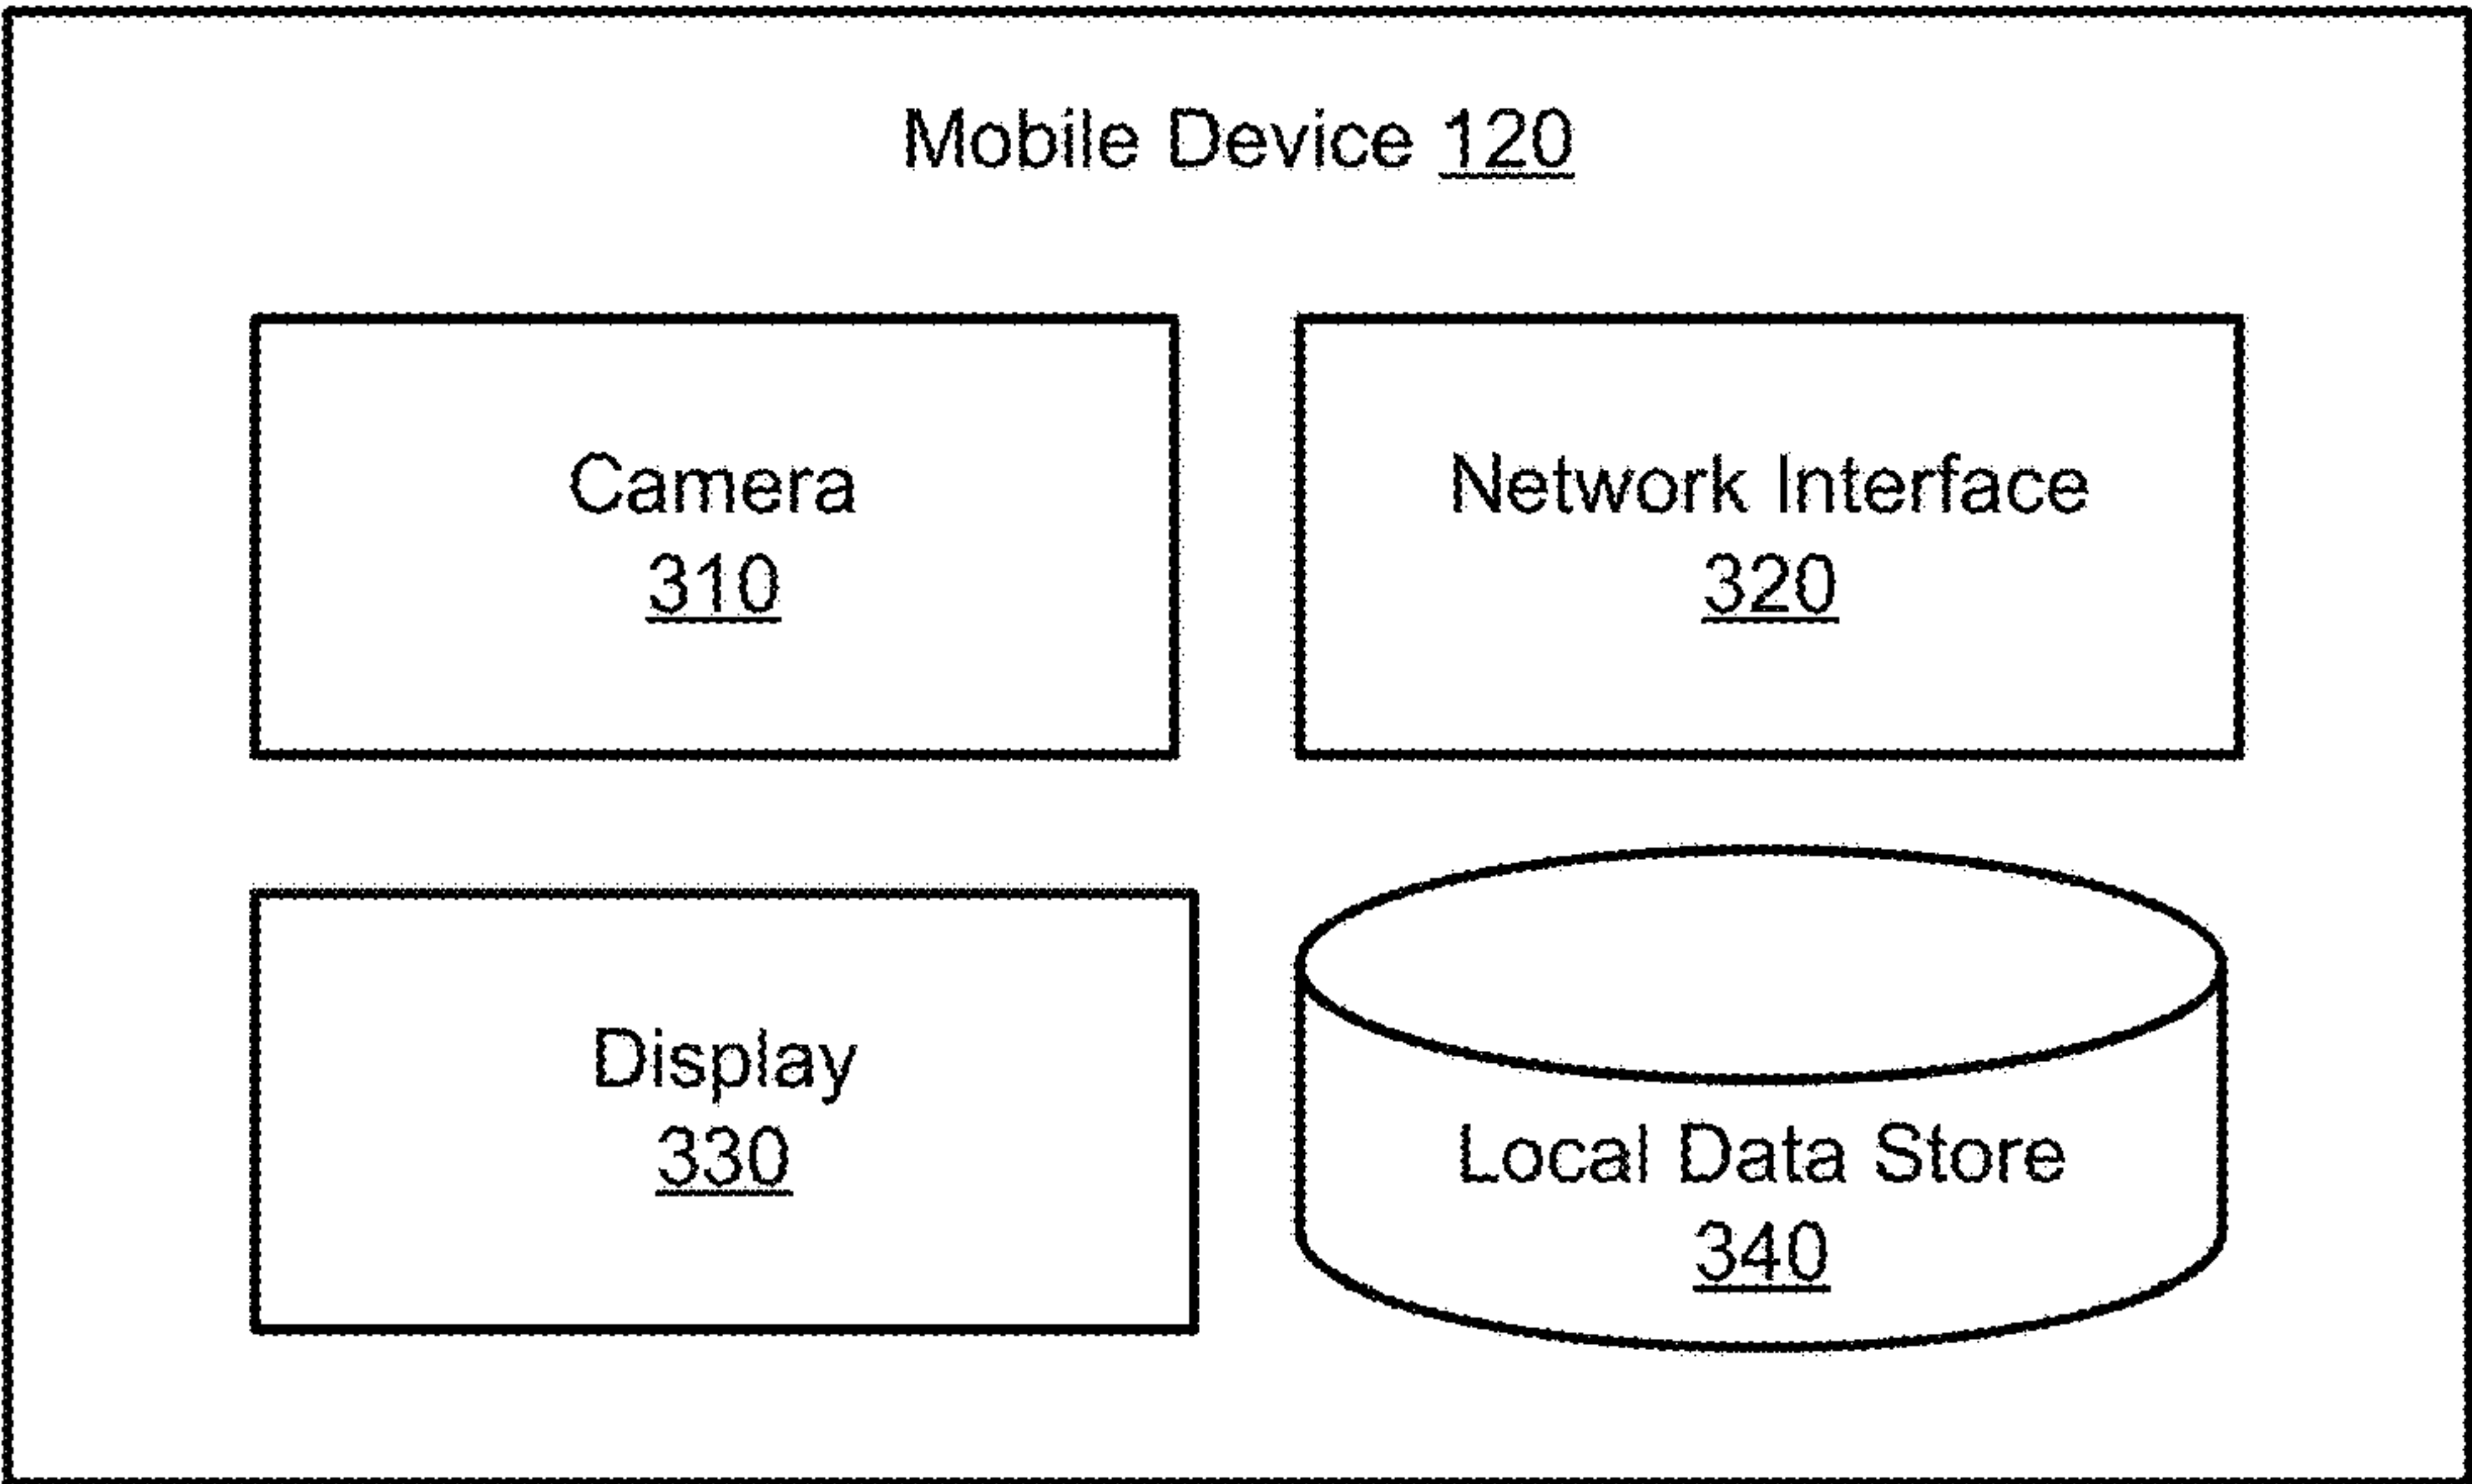 Mobile Device 120
Camera
310
Network Interface
320
Display
330
Local Data Store
340